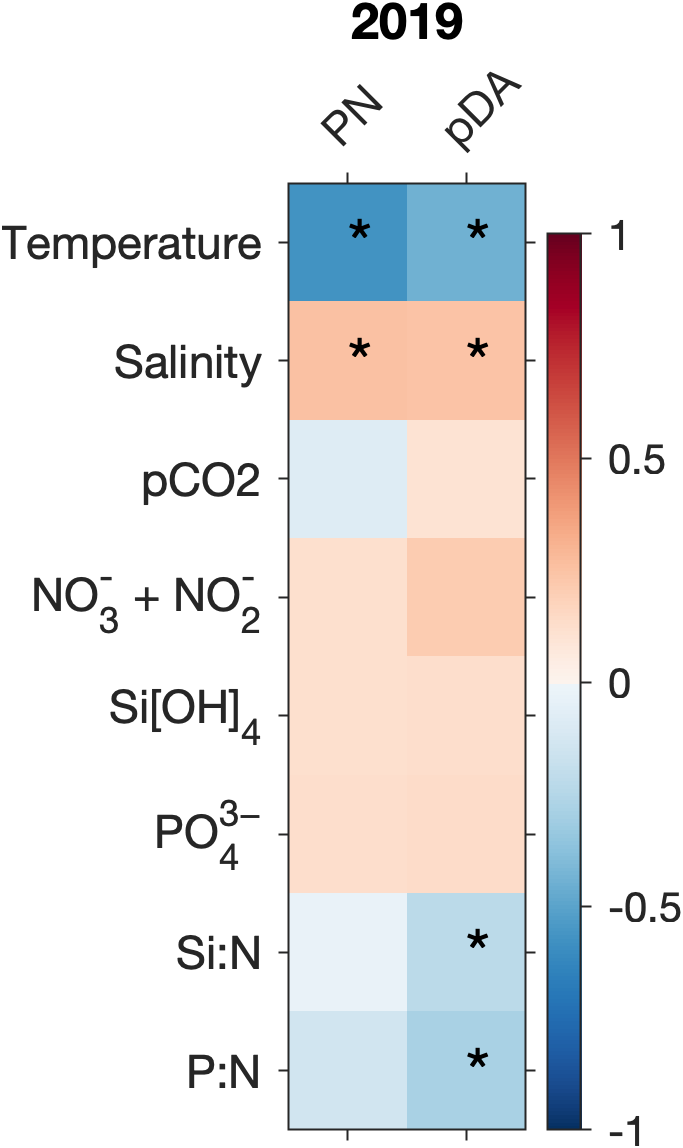 2019
PN pDA
Temperature * *
1
Salinity * *
0.5
pCO2
NO₃⁻ + NO₂⁻
0
Si[OH]₄
PO₄³⁻
-0.5
Si:N *
P:N *
-1